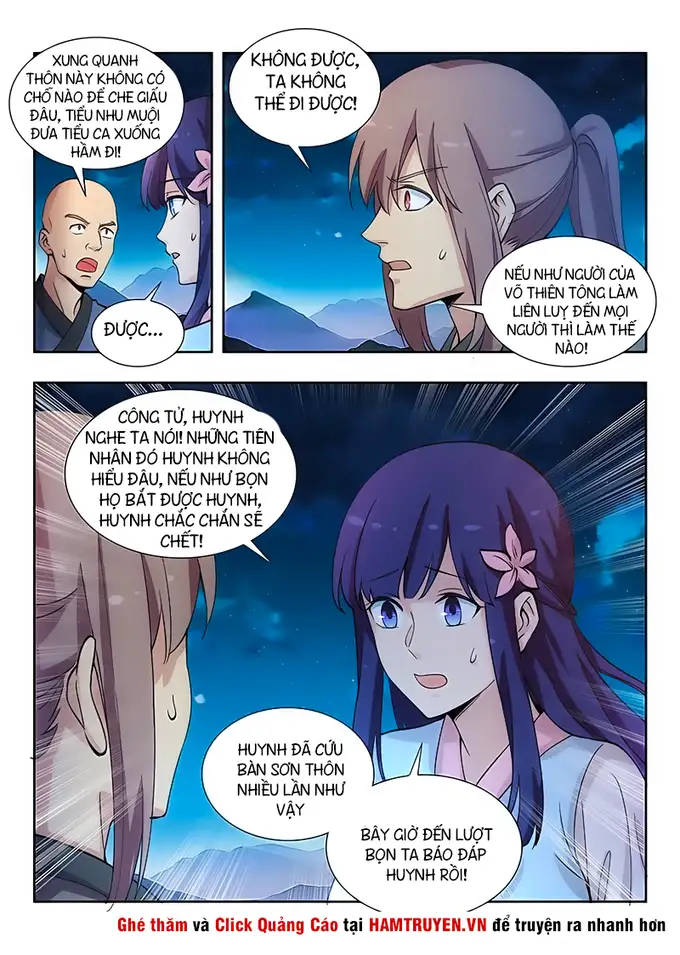 XUNG QUANH
THÔN NÀY KHÔNG CÓ
CHỖ NÀO ĐỂ CHE GIẤU
ĐÂU, TIỂU NHU MUỘI
ĐƯA TIỂU CA XUỐNG
HẦM ĐI!
ĐƯỢC...
KHÔNG ĐƯỢC,
TA KHÔNG
THỂ ĐI ĐƯỢC!
NẾU NHƯ NGƯỜI CỦA
VÕ THIÊN TÔNG LÀM
LIÊN LUỴ ĐẾN MỌI
NGƯỜI THÌ LÀM THẾ
NÀO!
CÔNG TỬ, HUYNH
NGHE TA NÓI! NHỮNG TIÊN
NHÂN ĐÓ HUYNH KHÔNG
HIỂU ĐÂU, NẾU NHƯ BỌN
HỌ BẮT ĐƯỢC HUYNH,
HUYNH CHẮC CHẮN SẼ
CHẾT!
HUYNH ĐÃ CỨU
BÀN SƠN THÔN
NHIỀU LẦN NHƯ
VẬY
BÂY GIỜ ĐẾN LƯỢT
BỌN TA BÁO ĐÁP
HUYNH RỒI!
Ghé thăm và Click Quảng Cáo tại HAMTRUYEN.VN để truyện ra nhanh hơn